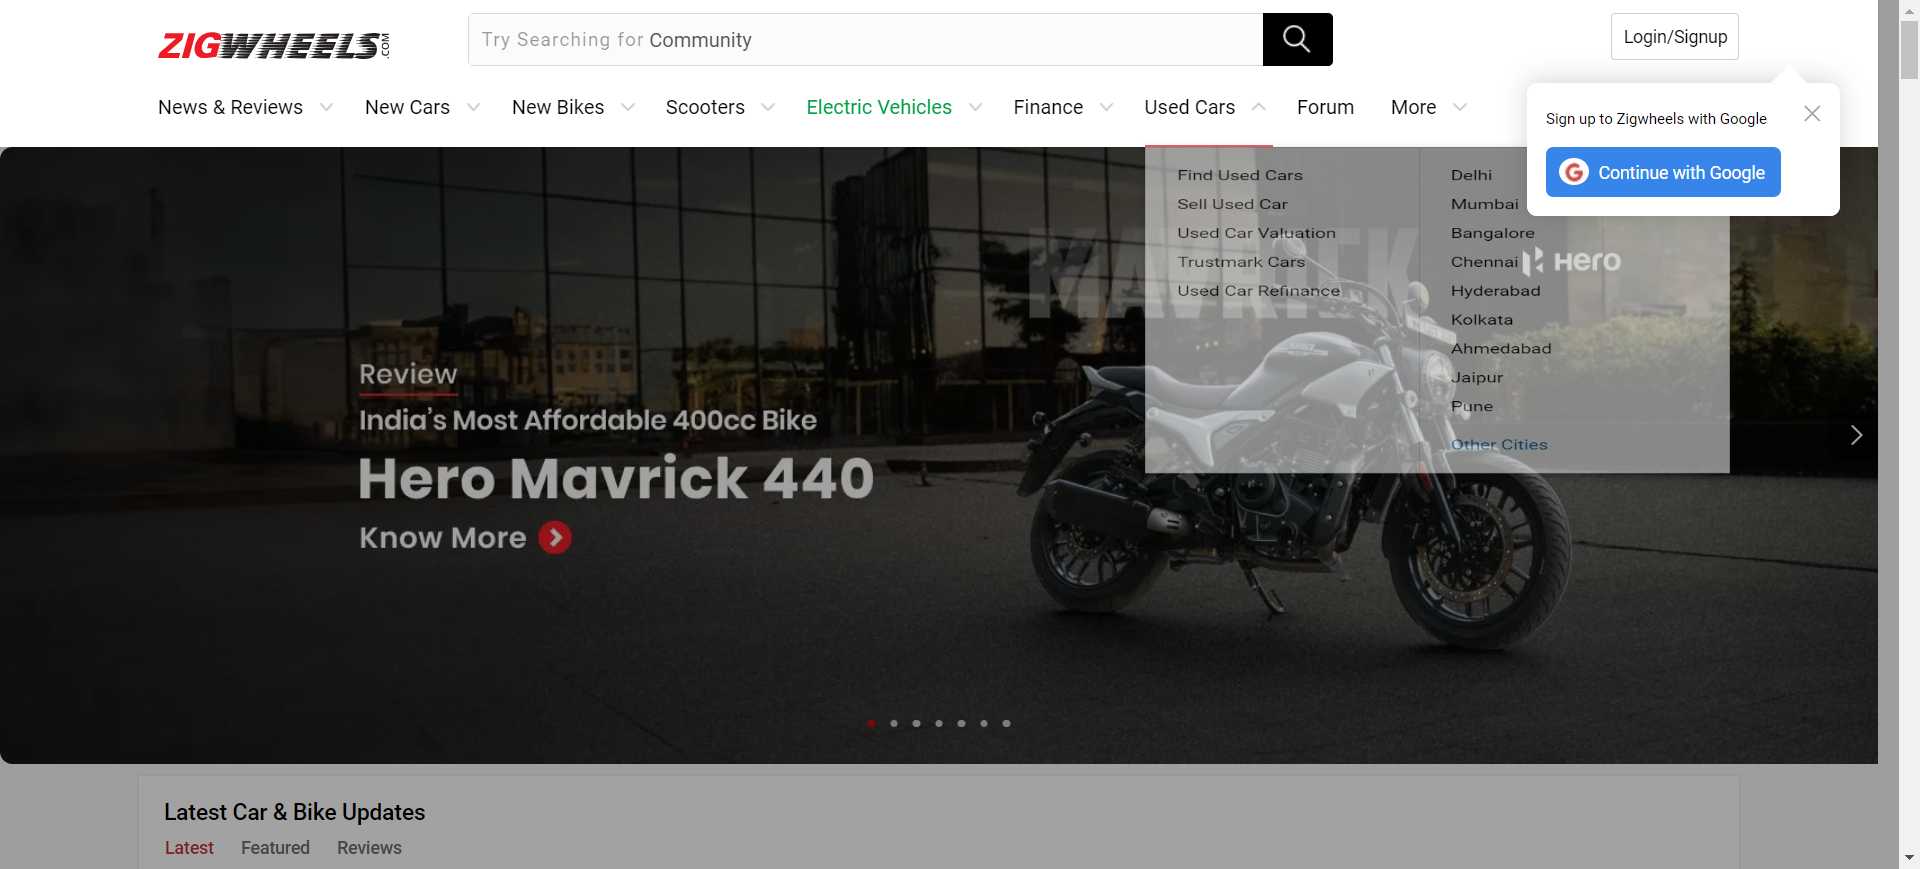 ZIGWHEELS.COM
Try Searching for Community
Login/Signup
News & Reviews
New Cars
New Bikes
Scooters
Electric Vehicles
Finance
Used Cars
Forum
More
Sign up to Zigwheels with Google
Continue with Google
Find Used Cars
Sell Used Car
Used Car Valuation
Trustmark Cars
Used Car Refinance
Delhi
Mumbai
Bangalore
Chennai
Hyderabad
Kolkata
Ahmedabad
Jaipur
Pune
Other Cities
MAVRICK
Hero
Review
India's Most Affordable 400cc Bike
Hero Mavrick 440
Know More
Latest Car & Bike Updates
Latest
Featured
Reviews